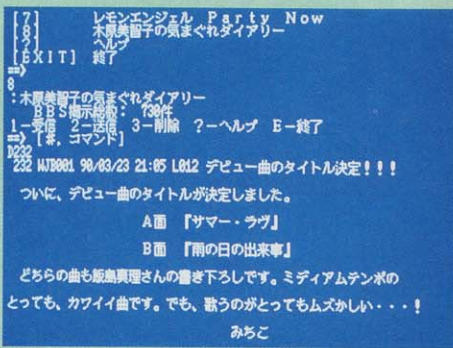 [7] レモンエンジェル Party Now
[8] 木原美智子の気まぐれダイアリー
[?] ヘルプ
[EXIT] 終了
==>
8
:木原美智子の気まぐれダイアリー
BBS掲示総数: 730件
1-受信 2-送信 3-削除 ?-ヘルプ E-終了
==> [#,コマンド]
D232
232 WJB001 90/03/23 21:05 L012 デビュー曲のタイトル決定!!!
ついに、デビュー曲のタイトルが決定しました。
A面 『サマー・ラヴ』
B面 『雨の日の出来事』
どちらの曲も飯島真理さんの書き下ろしです。ミディアムテンポの
とっても、カワイイ曲です。でも、歌うのがとってもムズかしい・・・!
みちこ